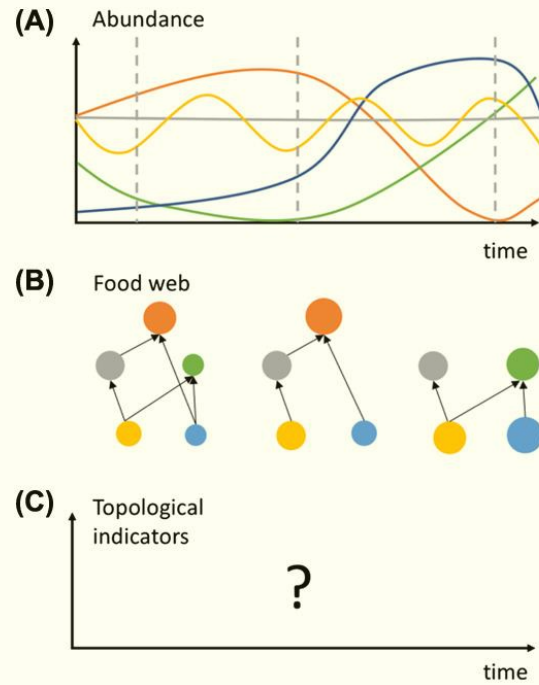 (A)
Abundance
time
(B)
Food web
(C)
Topological
indicators
?
time